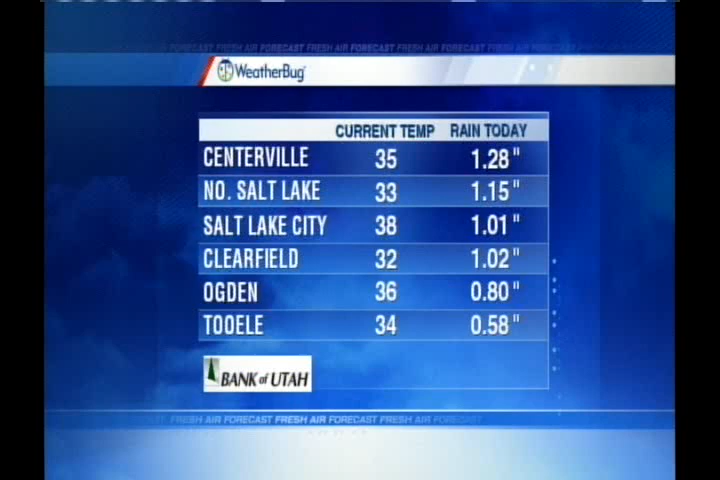 FORECAST FRESH AIR FORECAST FRESH AIR FORECAST FRESH AIR FORECAST
WeatherBug
CURRENT TEMP RAIN TODAY
CENTERVILLE 35 1.28"
NO. SALT LAKE 33 1.15"
SALT LAKE CITY 38 1.01"
CLEARFIELD 32 1.02"
OGDEN 36 0.80"
TOOELE 34 0.58"
BANK of UTAH
FRESH AIR FORECAST FRESH AIR FORECAST FRESH AIR FORECAST